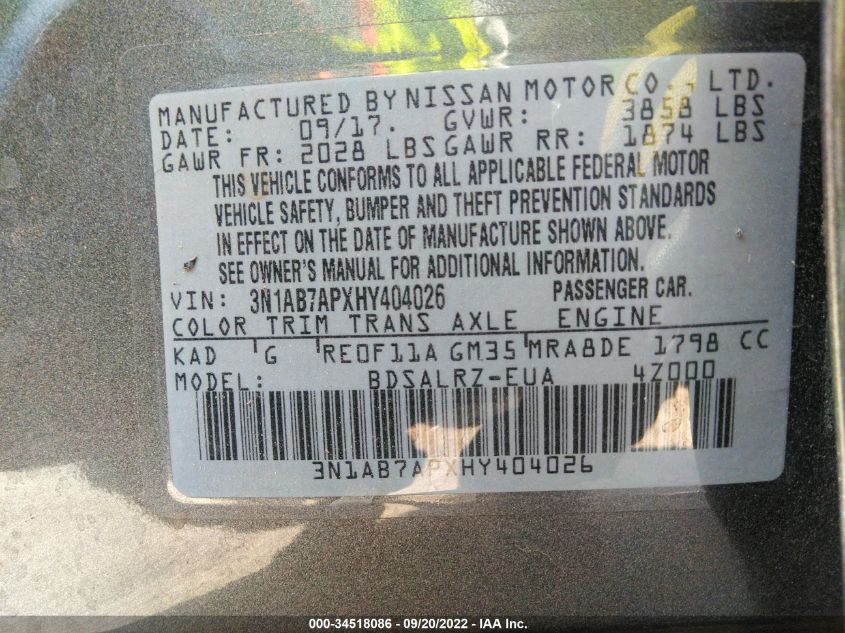 MANUFACTURED BY NISSAN MOTOR CO., LTD.
DATE: 09/17. GVWR: 3858 LBS
GAWR FR: 2028 LBS GAWR RR: 1874 LBS
THIS VEHICLE CONFORMS TO ALL APPLICABLE FEDERAL MOTOR
VEHICLE SAFETY, BUMPER AND THEFT PREVENTION STANDARDS
IN EFFECT ON THE DATE OF MANUFACTURE SHOWN ABOVE.
SEE OWNER'S MANUAL FOR ADDITIONAL INFORMATION.
VIN: 3N1AB7APXHY404026 PASSENGER CAR.
COLOR TRIM TRANS AXLE ENGINE
KAD G RE0F11A GM35 MRA8DE 1798 CC
MODEL: BDSALRZ-EUA 4Z000
3N1AB7APXHY404026
000-34518086 - 09/20/2022 - IAA Inc.